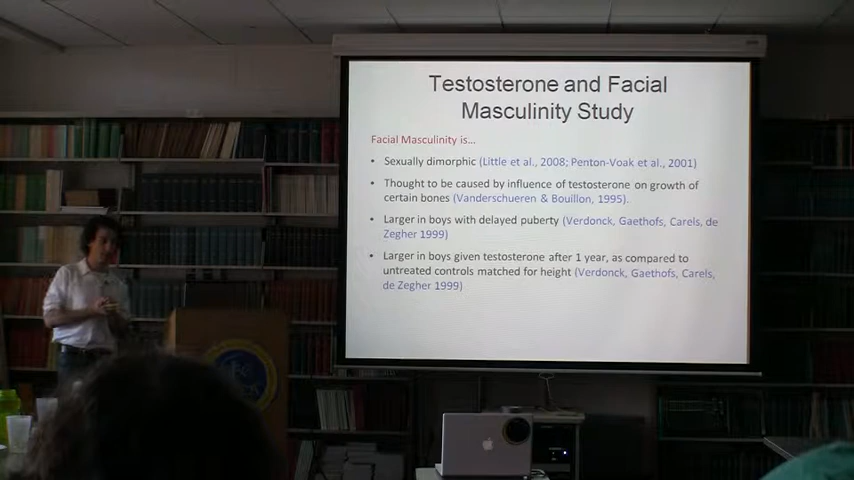 Testosterone and Facial
Masculinity Study
Facial Masculinity is...
• Sexually dimorphic (Little et al., 2008; Penton-Voak et al., 2001)
• Thought to be caused by influence of testosterone on growth of
certain bones (Vanderschueren & Bouillon, 1995).
• Larger in boys with delayed puberty (Verdonck, Gaethofs, Carels, de
Zegher 1999)
• Larger in boys given testosterone after 1 year, as compared to
untreated controls matched for height (Verdonck, Gaethofs, Carels,
de Zegher 1999)